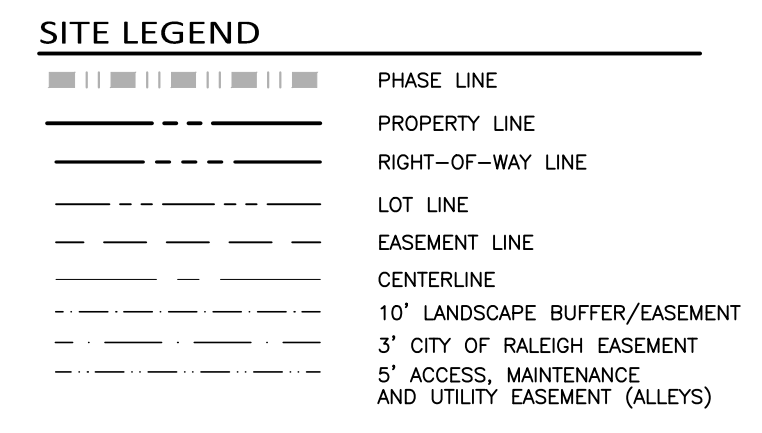 SITE LEGEND
PHASE LINE
PROPERTY LINE
RIGHT-OF-WAY LINE
LOT LINE
EASEMENT LINE
CENTERLINE
10' LANDSCAPE BUFFER/EASEMENT
3' CITY OF RALEIGH EASEMENT
5' ACCESS, MAINTENANCE
AND UTILITY EASEMENT (ALLEYS)